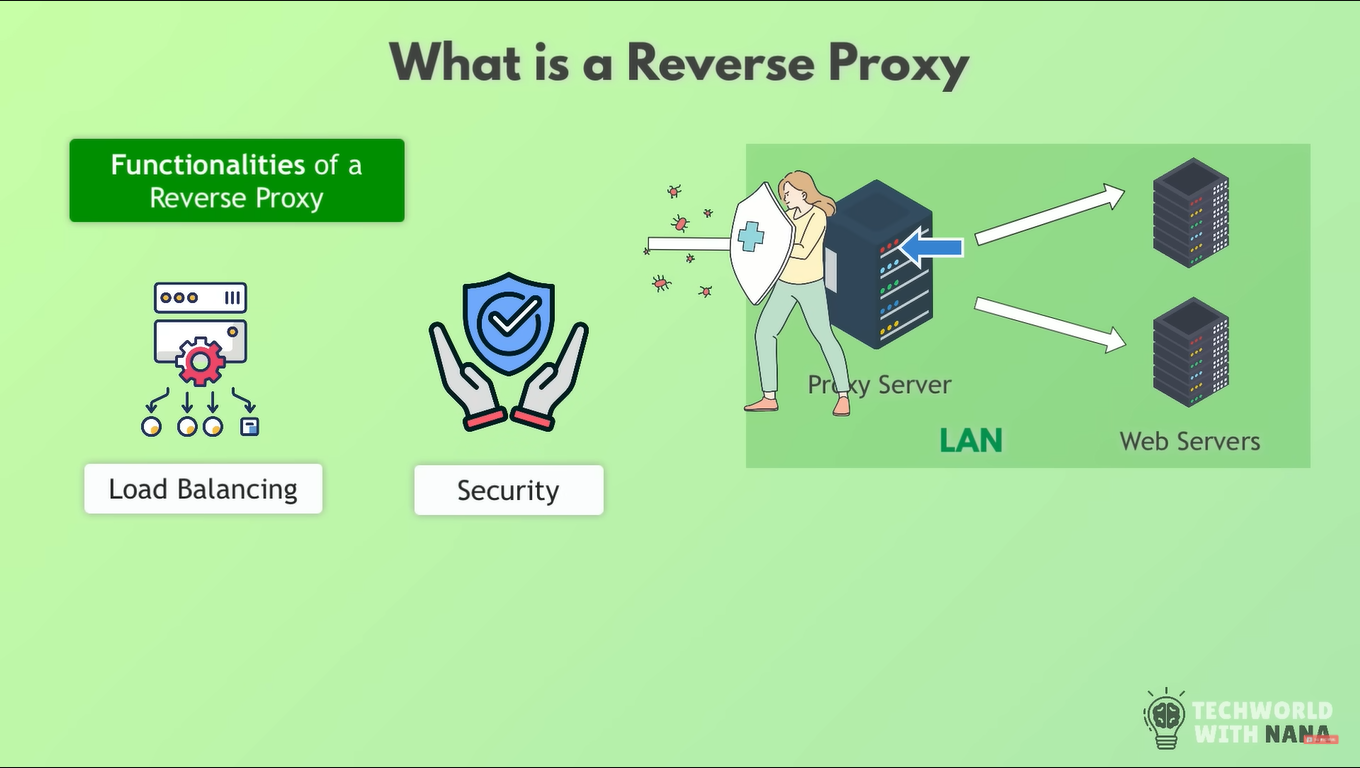 What is a Reverse Proxy
Functionalities of a
Reverse Proxy
Load Balancing
Security
Proxy Server
LAN
Web Servers
TECHWORLD
WITH NANA